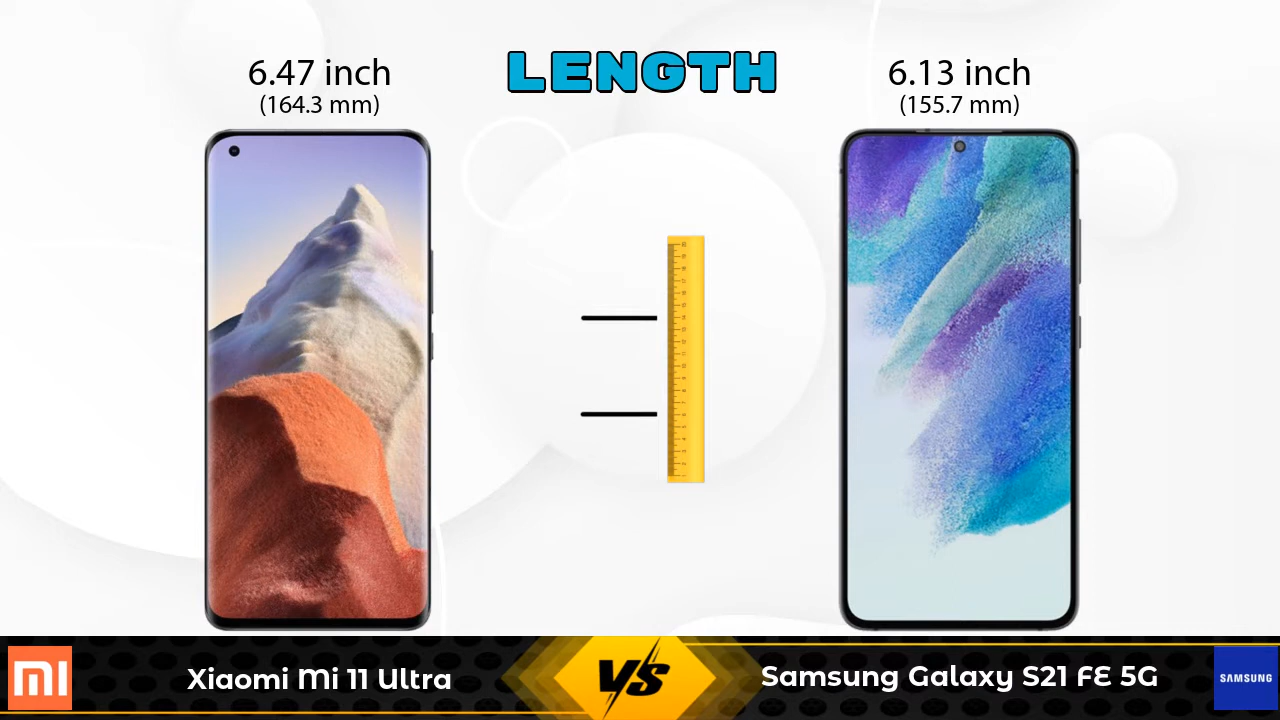 LENGTH
6.47 inch
(164.3 mm)
6.13 inch
(155.7 mm)
Xiaomi Mi 11 Ultra
VS
Samsung Galaxy S21 FE 5G
SAMSUNG